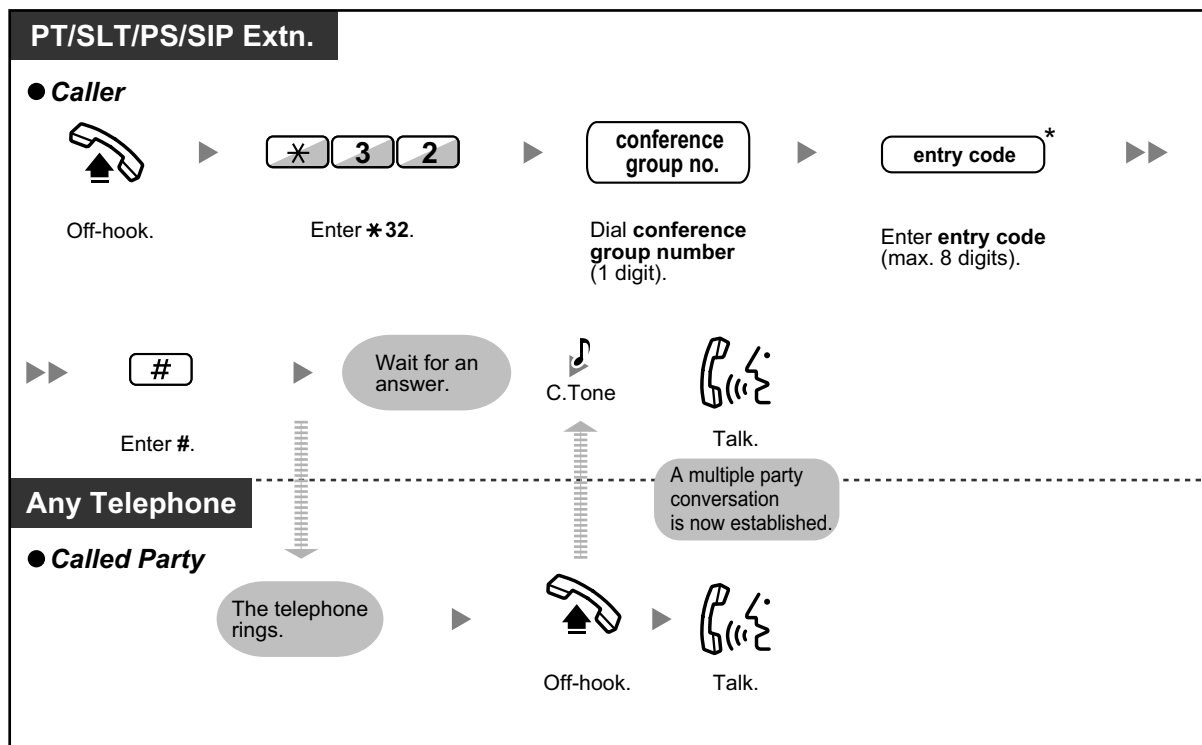 PT/SLT/PS/SIP Extn.
● Caller
* 3 2
conference
group no.
entry code*
Off-hook.
Enter *32.
Dial conference
group number
(1 digit).
Enter entry code
(max. 8 digits).
#
Wait for an
answer.
C.Tone
Enter #.
Talk.
A multiple party
conversation
is now established.
Any Telephone
● Called Party
The telephone
rings.
Off-hook.
Talk.